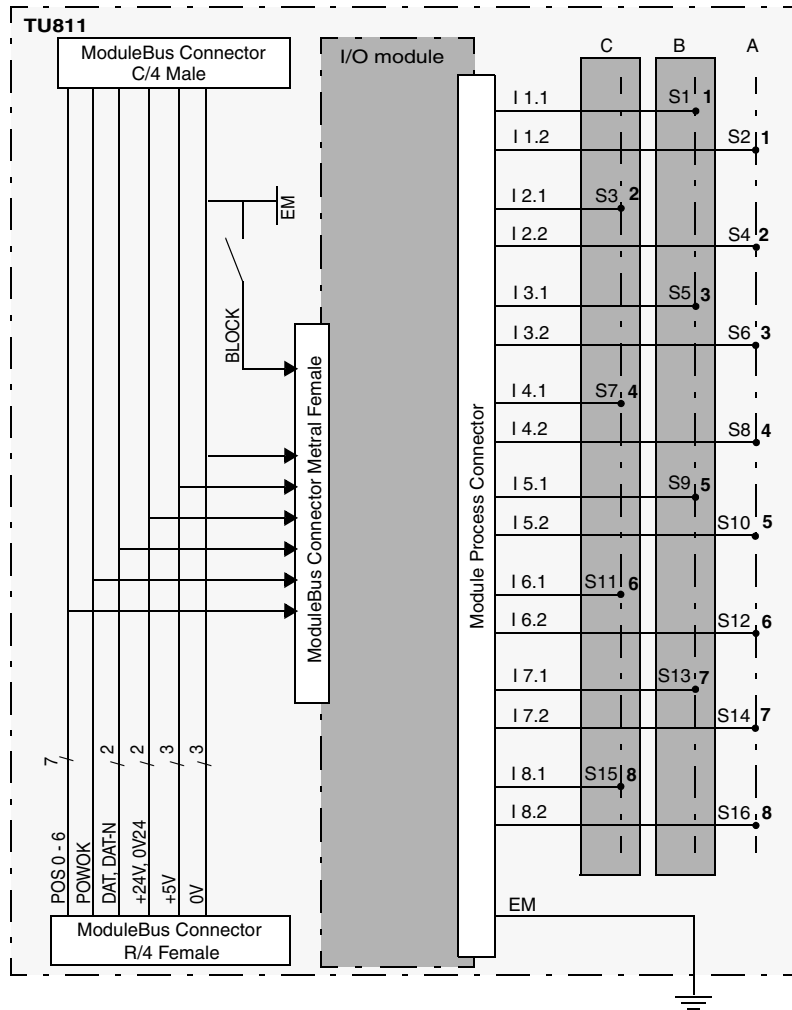 TU811
ModuleBus Connector
C/4 Male
I/O module
C
B
A
I 1.1
S1
1
I 1.2
S2
1
I 2.1
S3
2
I 2.2
S4
2
I 3.1
S5
3
I 3.2
S6
3
I 4.1
S7
4
I 4.2
S8
4
I 5.1
S9
5
I 5.2
S10
5
I 6.1
S11
6
I 6.2
S12
6
I 7.1
S13
7
I 7.2
S14
7
I 8.1
S15
8
I 8.2
S16
8
EM
EM
BLOCK
ModuleBus Connector Metral Female
Module Process Connector
7
2
2
3
3
POS 0 - 6
POWOK
DAT, DAT-N
+24V, 0V24
+5V
0V
ModuleBus Connector
R/4 Female